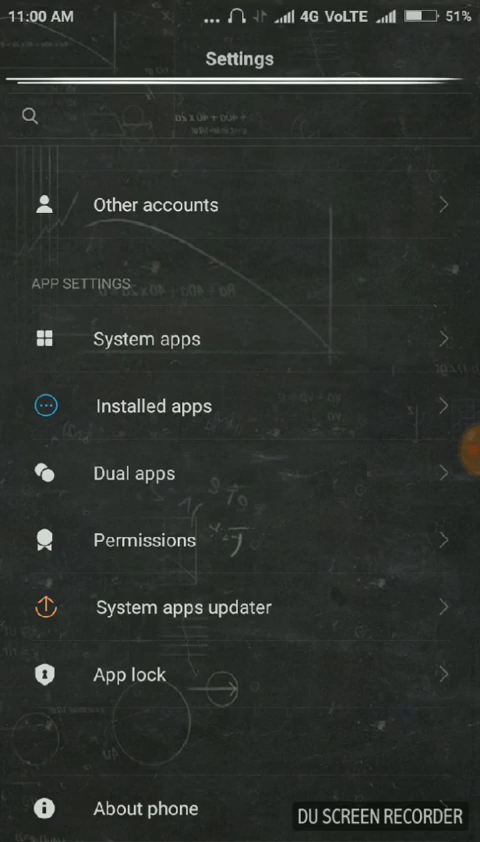 11:00 AM ... 4G VoLTE 51%
Settings
Other accounts
APP SETTINGS
System apps
Installed apps
Dual apps
Permissions
System apps updater
App lock
About phone
DU SCREEN RECORDER